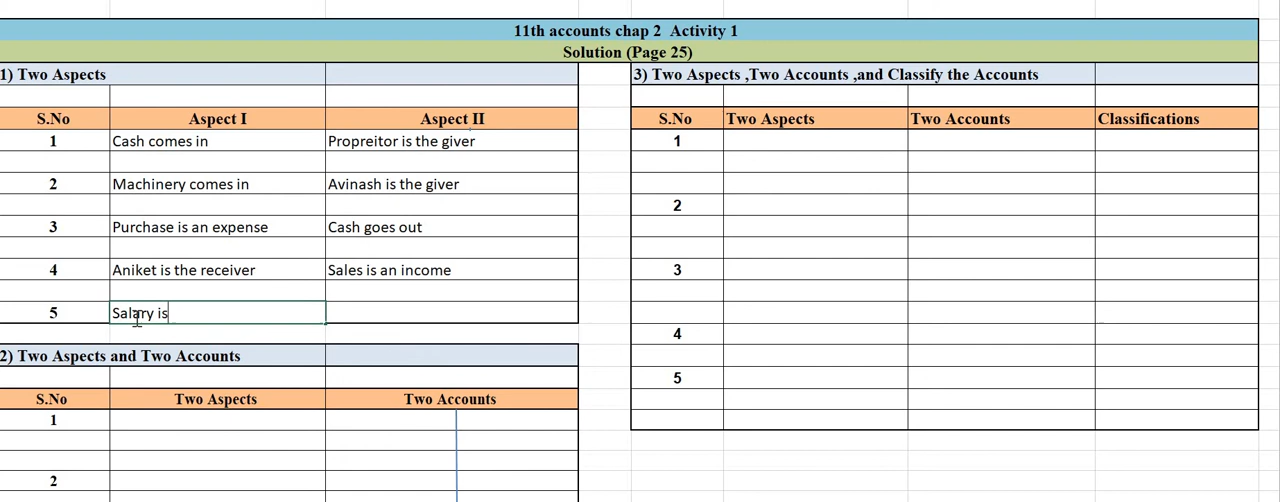 11th accounts chap 2 Activity 1
Solution (Page 25)
1) Two Aspects
S.No Aspect I Aspect II
1 Cash comes in Propreitor is the giver
2 Machinery comes in Avinash is the giver
3 Purchase is an expense Cash goes out
4 Aniket is the receiver Sales is an income
5 Salary is
2) Two Aspects and Two Accounts
S.No Two Aspects Two Accounts
1
2
3) Two Aspects ,Two Accounts ,and Classify the Accounts
S.No Two Aspects Two Accounts Classifications
1
2
3
4
5